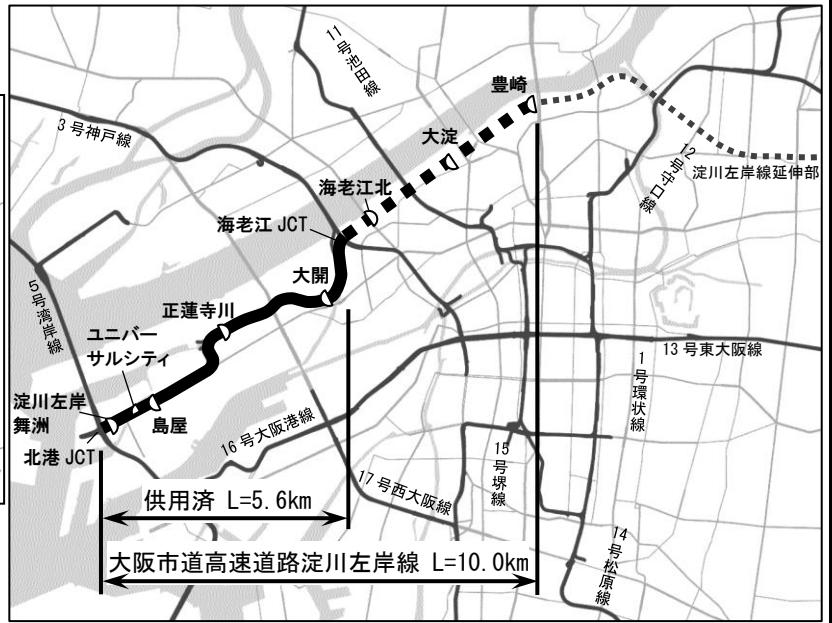 11号池田線
豊崎
3号神戸線
大淀
12号守口線
淀川左岸線延伸部
海老江北
海老江 JCT
5号湾岸線
大開
正蓮寺川
ユニバー
サルシティ
13号東大阪線
1号環状線
淀川左岸
舞洲
島屋
北港 JCT
16号大阪港線
15号堺線
17号西大阪線
供用済 L=5.6km
14号松原線
大阪市道高速道路淀川左岸線 L=10.0km